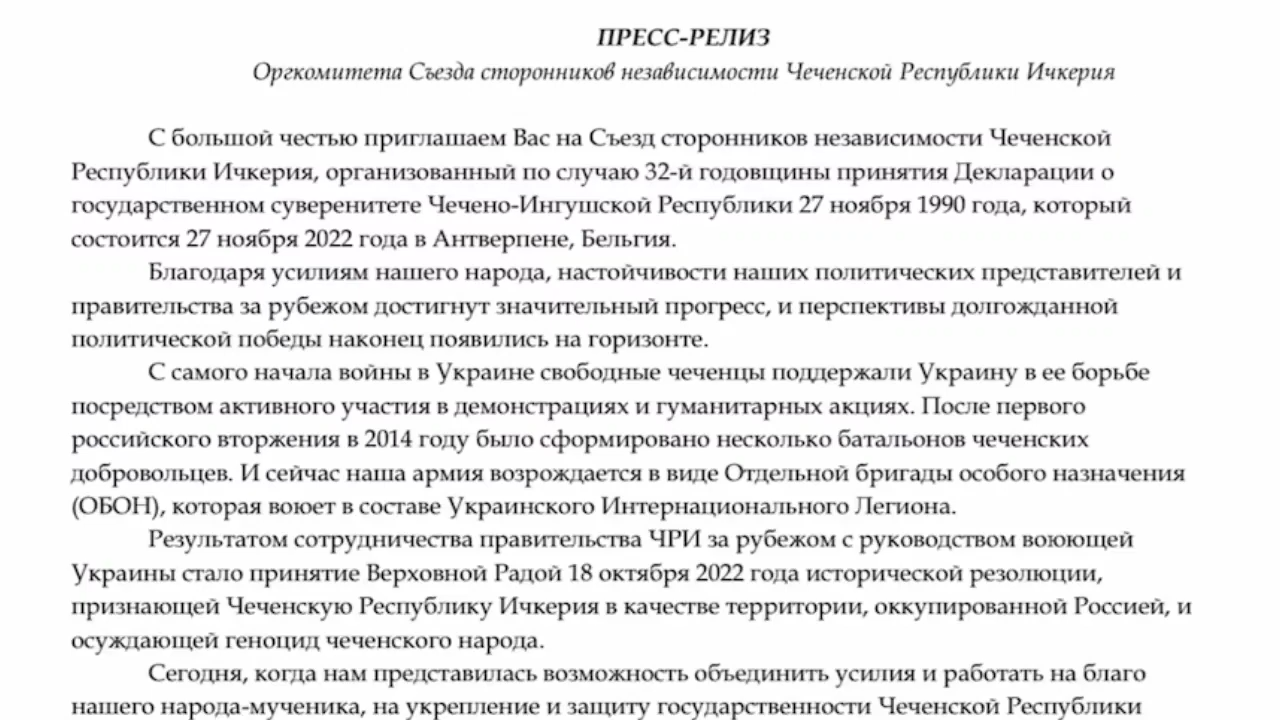 ПРЕСС-РЕЛИЗ
Оргкомитета Съезда сторонников независимости Чеченской Республики Ичкерия
С большой честью приглашаем Вас на Съезд сторонников независимости Чеченской
Республики Ичкерия, организованный по случаю 32-й годовщины принятия Декларации о
государственном суверенитете Чечено-Ингушской Республики 27 ноября 1990 года, который
состоится 27 ноября 2022 года в Антверпене, Бельгия.
Благодаря усилиям нашего народа, настойчивости наших политических представителей и
правительства за рубежом достигнут значительный прогресс, и перспективы долгожданной
политической победы наконец появились на горизонте.
С самого начала войны в Украине свободные чеченцы поддержали Украину в ее борьбе
посредством активного участия в демонстрациях и гуманитарных акциях. После первого
российского вторжения в 2014 году было сформировано несколько батальонов чеченских
добровольцев. И сейчас наша армия возрождается в виде Отдельной бригады особого назначения
(ОБОН), которая воюет в составе Украинского Интернационального Легиона.
Результатом сотрудничества правительства ЧРИ за рубежом с руководством воюющей
Украины стало принятие Верховной Радой 18 октября 2022 года исторической резолюции,
признающей Чеченскую Республику Ичкерия в качестве территории, оккупированной Россией, и
осуждающей геноцид чеченского народа.
Сегодня, когда нам представилась возможность объединить усилия и работать на благо
нашего народа-мученика, на укрепление и защиту государственности Чеченской Республики